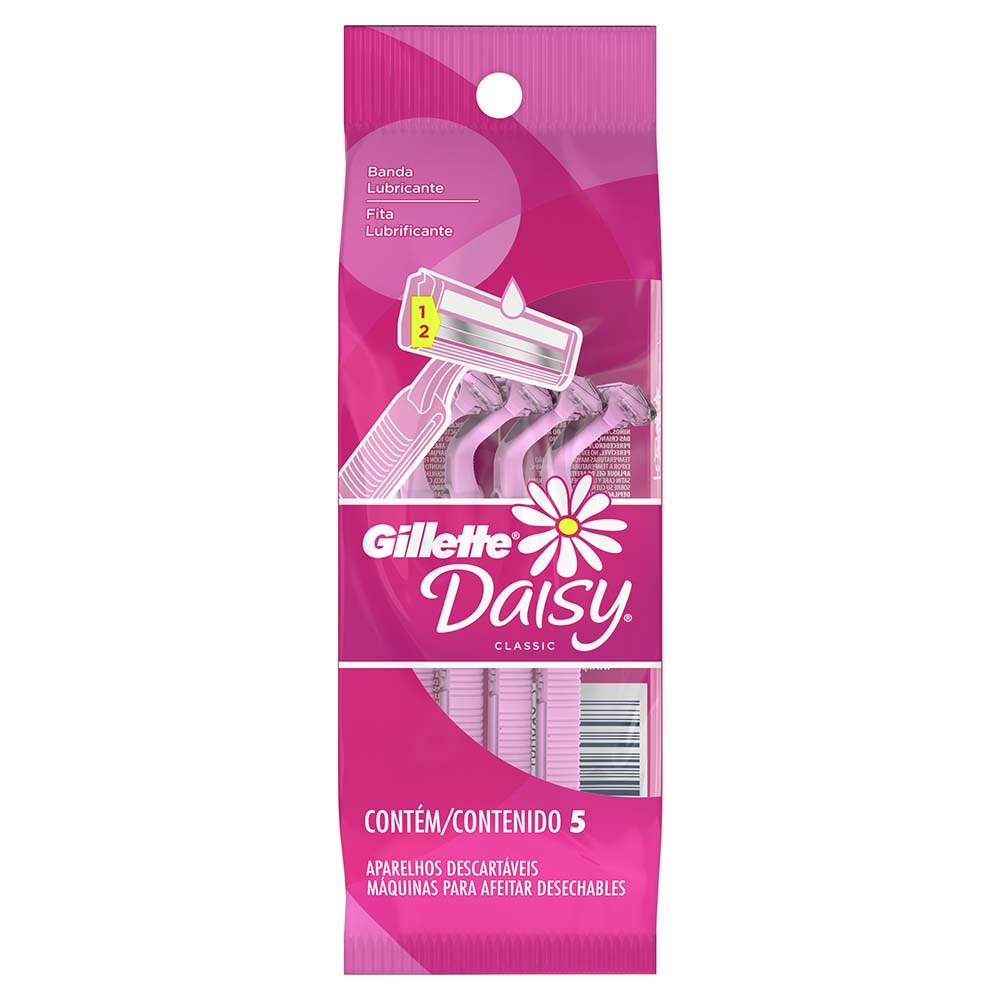 Banda
Lubricante
Fita
Lubrificante
1
2
Gillette®
Daisy®
CLASSIC
CONTÉM/CONTENIDO 5
APARELHOS DESCARTÁVEIS
MÁQUINAS PARA AFEITAR DESECHABLES